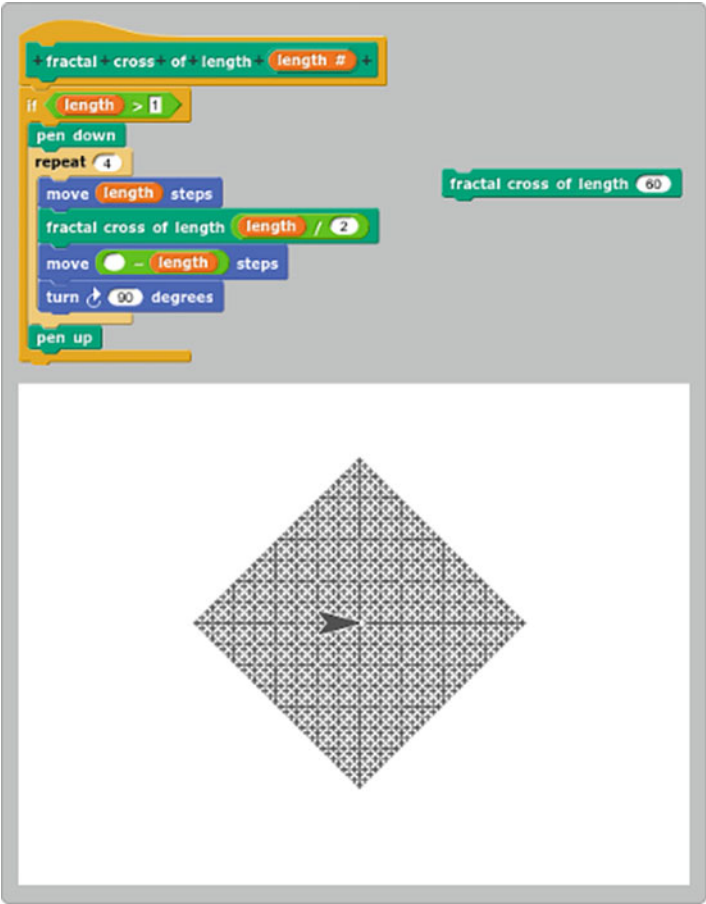 + fractal + cross + of + length + length # +
if length > 1
pen down
repeat 4
move length steps
fractal cross of length length / 2
move − length steps
turn 90 degrees
pen up
fractal cross of length 60